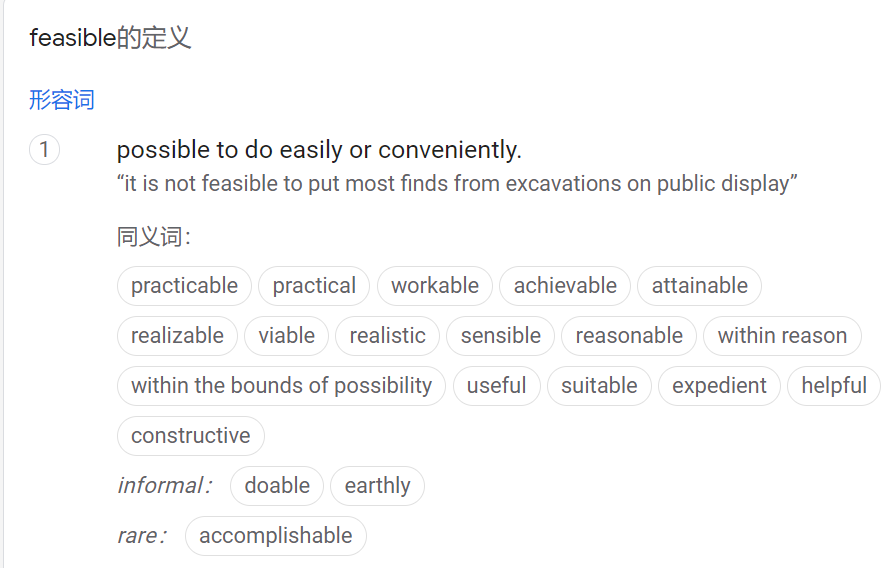 feasible的定义
形容词
1 possible to do easily or conveniently.
“it is not feasible to put most finds from excavations on public display”
同义词：
practicable practical workable achievable attainable
realizable viable realistic sensible reasonable within reason
within the bounds of possibility useful suitable expedient helpful
constructive
informal： doable earthly
rare： accomplishable